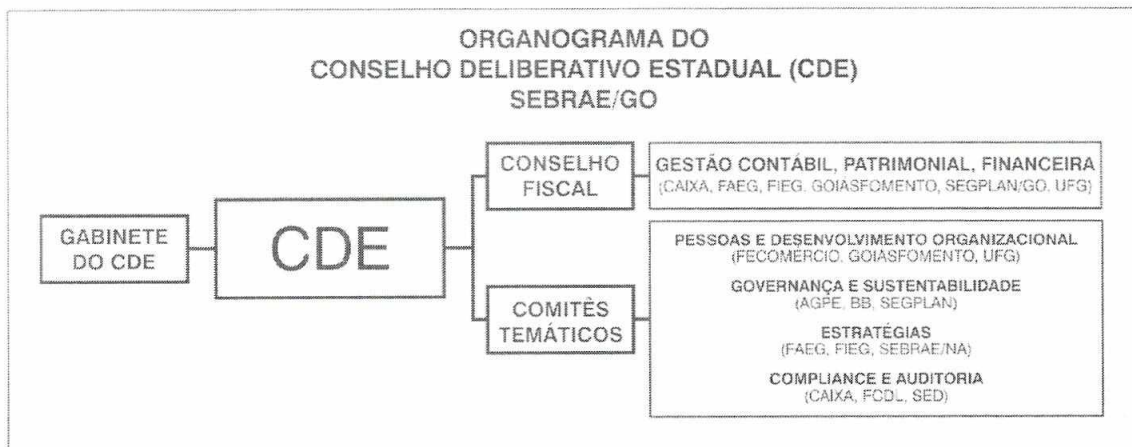 ORGANOGRAMA DO
CONSELHO DELIBERATIVO ESTADUAL (CDE)
SEBRAE/GO
GABINETE
DO CDE
CDE
CONSELHO
FISCAL
GESTÃO CONTÁBIL, PATRIMONIAL, FINANCEIRA
(CAIXA, FAEG, FIEG, GOIASFOMENTO, SEGPLAN/GO, UFG)
COMITÊS
TEMÁTICOS
PESSOAS E DESENVOLVIMENTO ORGANIZACIONAL
(FECOMÉRCIO, GOIASFOMENTO, UFG)
GOVERNANÇA E SUSTENTABILIDADE
(AGPE, BB, SEGPLAN)
ESTRATÉGIAS
(FAEG, FIEG, SEBRAE/NA)
COMPLIANCE E AUDITORIA
(CAIXA, FCDL, SED)